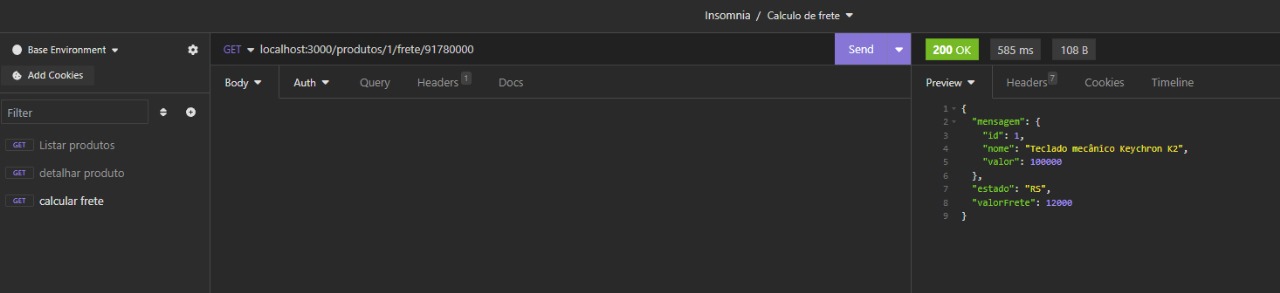 Insomnia / Calculo de frete
Base Environment
Add Cookies
Filter
GET Listar produtos
GET detalhar produto
GET calcular frete
GET localhost:3000/produtos/1/frete/91780000 Send
Body Auth Query Headers 1 Docs
200 OK 585 ms 108 B
Preview Headers 7 Cookies Timeline
1 {
2 "mensagem": {
3 "id": 1,
4 "nome": "Teclado mecânico Keychron K2",
5 "valor": 100000
6 },
7 "estado": "RS",
8 "valorFrete": 12000
9 }